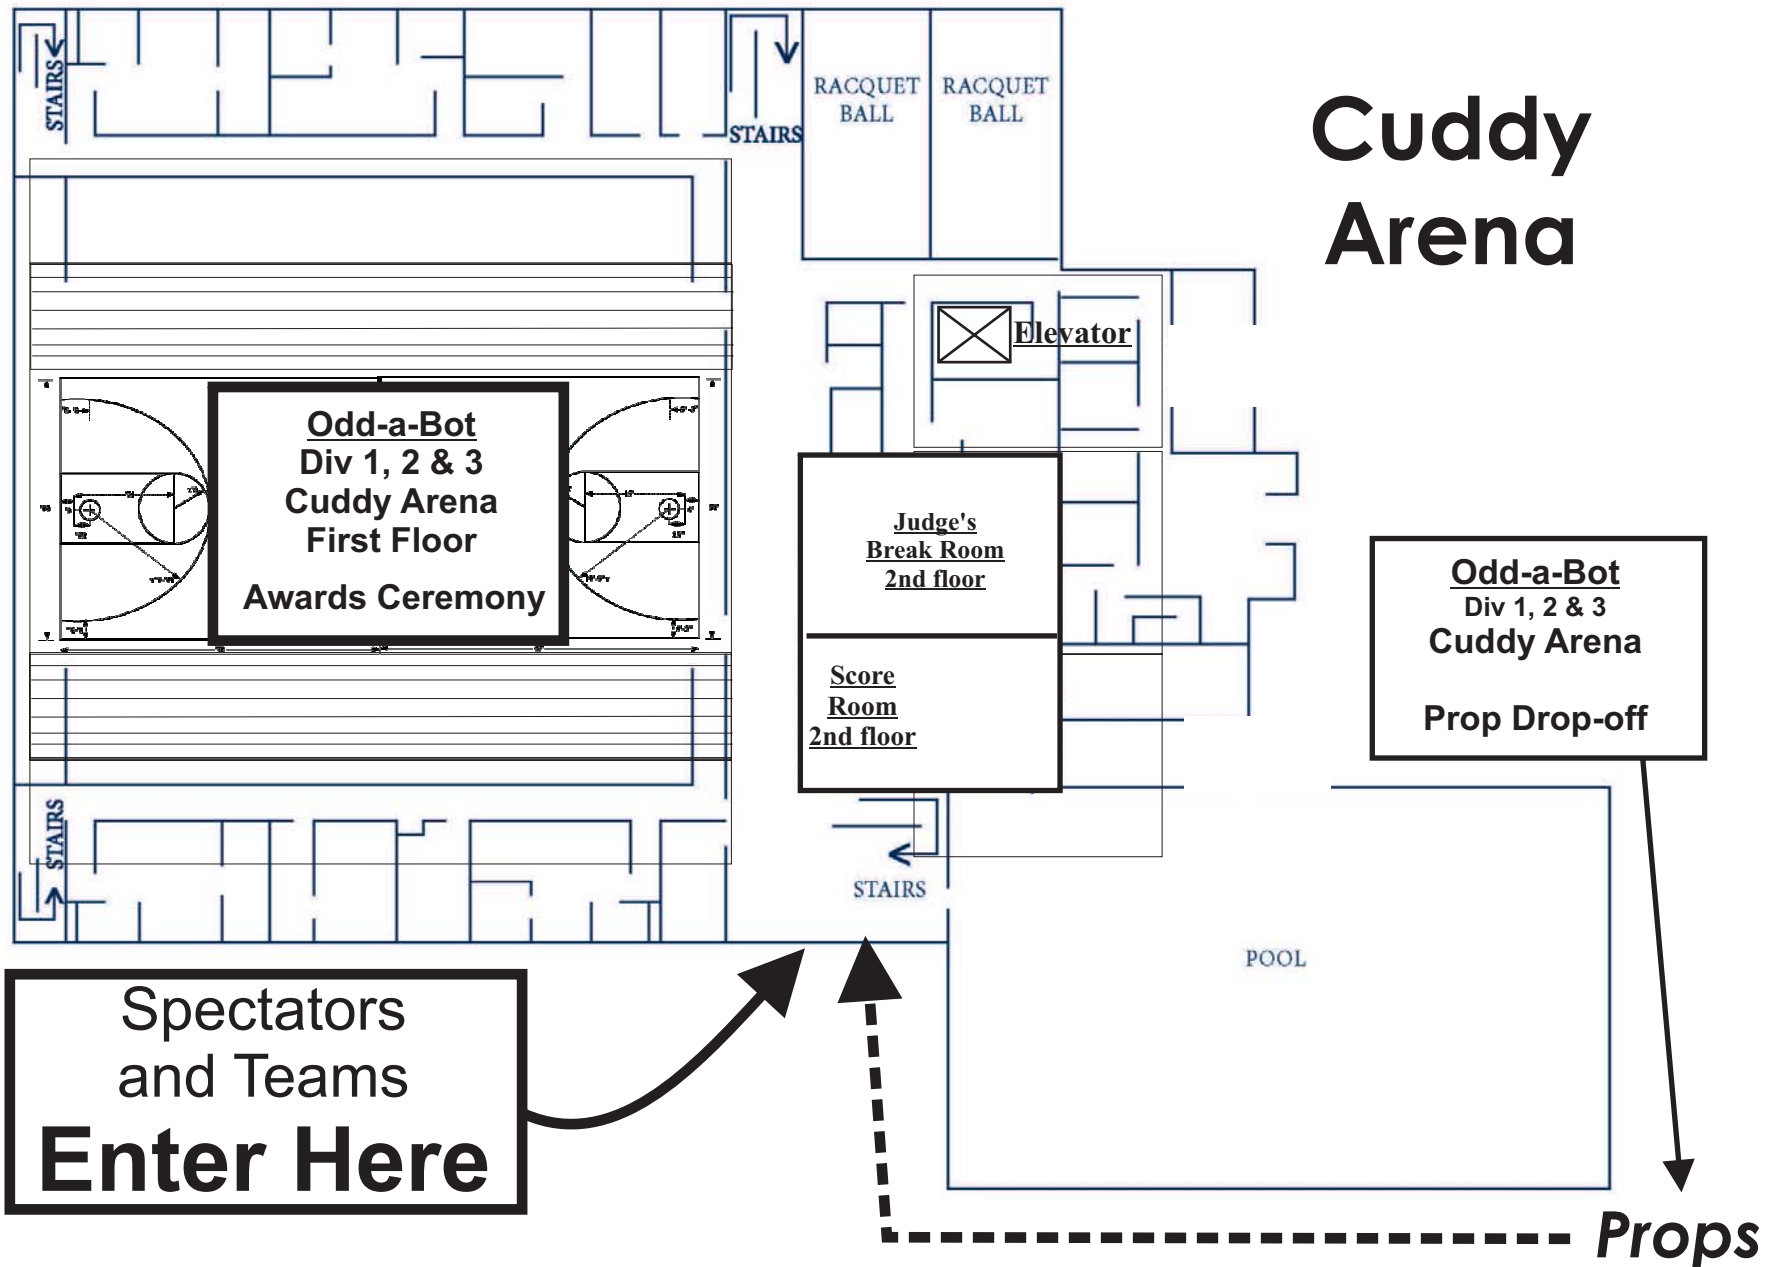 STAIRS
STAIRS
RACQUET
BALL
RACQUET
BALL
Cuddy
Arena
Elevator
Odd-a-Bot
Div 1, 2 & 3
Cuddy Arena
First Floor
Awards Ceremony
Judge's
Break Room
2nd floor
Score
Room
2nd floor
Odd-a-Bot
Div 1, 2 & 3
Cuddy Arena
Prop Drop-off
STAIRS
STAIRS
POOL
Spectators
and Teams
Enter Here
Props